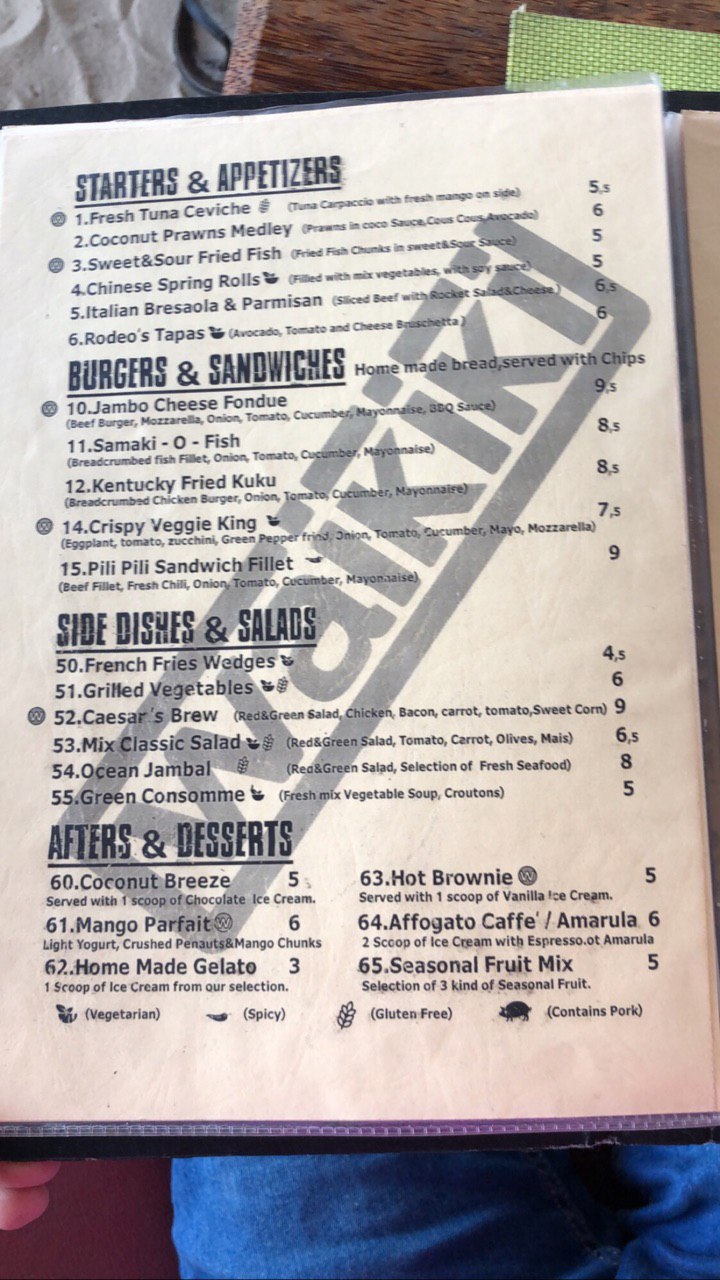 STARTERS & APPETIZERS
1.Fresh Tuna Ceviche (Tuna Carpaccio with fresh mango on side) 5,5
2.Coconut Prawns Medley (Prawns in coco Sauce,Cous Cous,Avocado) 6
3.Sweet&Sour Fried Fish (Fried Fish Chunks in sweet&Sour Sauce) 5
4.Chinese Spring Rolls (Filled with mix vegetables, with soy sauce) 5
5.Italian Bresaola & Parmisan (Sliced Beef with Rocket Salad&Cheese) 6,5
6.Rodeo's Tapas (Avocado, Tomato and Cheese Bruschetta) 6
BURGERS & SANDWICHES Home made bread,served with Chips
10.Jambo Cheese Fondue 9,5
(Beef Burger, Mozzarella, Onion, Tomato, Cucumber, Mayonnaise, BBQ Sauce)
11.Samaki - O - Fish 8,5
(Breadcrumbed fish Fillet, Onion, Tomato, Cucumber, Mayonnaise)
12.Kentucky Fried Kuku 8,5
(Breadcrumbed Chicken Burger, Onion, Tomato, Cucumber, Mayonnaise)
14.Crispy Veggie King 7,5
(Eggplant, tomato, zucchini, Green Pepper fried, Onion, Tomato, Cucumber, Mayo, Mozzarella)
15.Pili Pili Sandwich Fillet 9
(Beef Fillet, Fresh Chili, Onion, Tomato, Cucumber, Mayonnaise)
Waikiki
SIDE DISHES & SALADS
50.French Fries Wedges 4,5
51.Grilled Vegetables 6
52.Caesar's Brew (Red&Green Salad, Chicken, Bacon, carrot, tomato,Sweet Corn) 9
53.Mix Classic Salad (Red&Green Salad, Tomato, Carrot, Olives, Mais) 6,5
54.Ocean Jambal (Red&Green Salad, Selection of Fresh Seafood) 8
55.Green Consomme (Fresh mix Vegetable Soup, Croutons) 5
AFTERS & DESSERTS
60.Coconut Breeze 5
Served with 1 scoop of Chocolate Ice Cream.
61.Mango Parfait 6
Light Yogurt, Crushed Penauts&Mango Chunks
62.Home Made Gelato 3
1 Scoop of Ice Cream from our selection.
63.Hot Brownie 5
Served with 1 scoop of Vanilla Ice Cream.
64.Affogato Caffe' / Amarula 6
2 Scoop of Ice Cream with Espresso.ot Amarula
65.Seasonal Fruit Mix 5
Selection of 3 kind of Seasonal Fruit.
(Vegetarian) (Spicy) (Gluten Free) (Contains Pork)